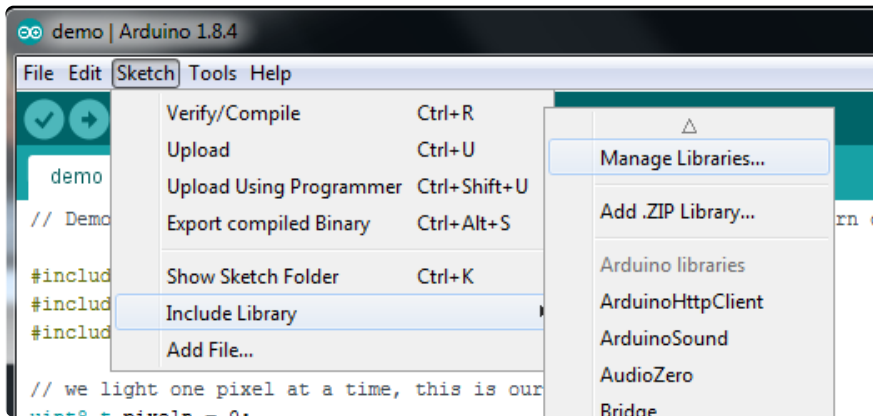 demo | Arduino 1.8.4
File Edit Sketch Tools Help
Verify/Compile Ctrl+R
Upload Ctrl+U
Upload Using Programmer Ctrl+Shift+U
Export compiled Binary Ctrl+Alt+S
Show Sketch Folder Ctrl+K
Include Library
Add File...
Manage Libraries...
Add .ZIP Library...
Arduino libraries
ArduinoHttpClient
ArduinoSound
AudioZero
Bridge
demo
// Demo
#includ
#includ
#includ
// we light one pixel at a time, this is our
uint8_t pixeln = 0;